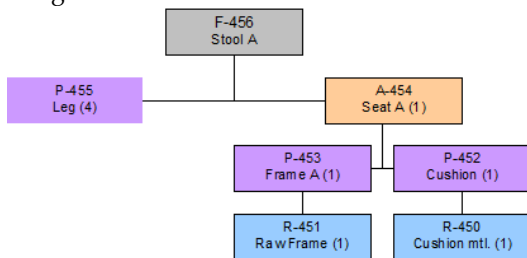 F-456
Stool A
P-455
Leg (4)
A-454
Seat A (1)
P-453
Frame A (1)
P-452
Cushion (1)
R-451
Raw Frame (1)
R-450
Cushion mtl. (1)